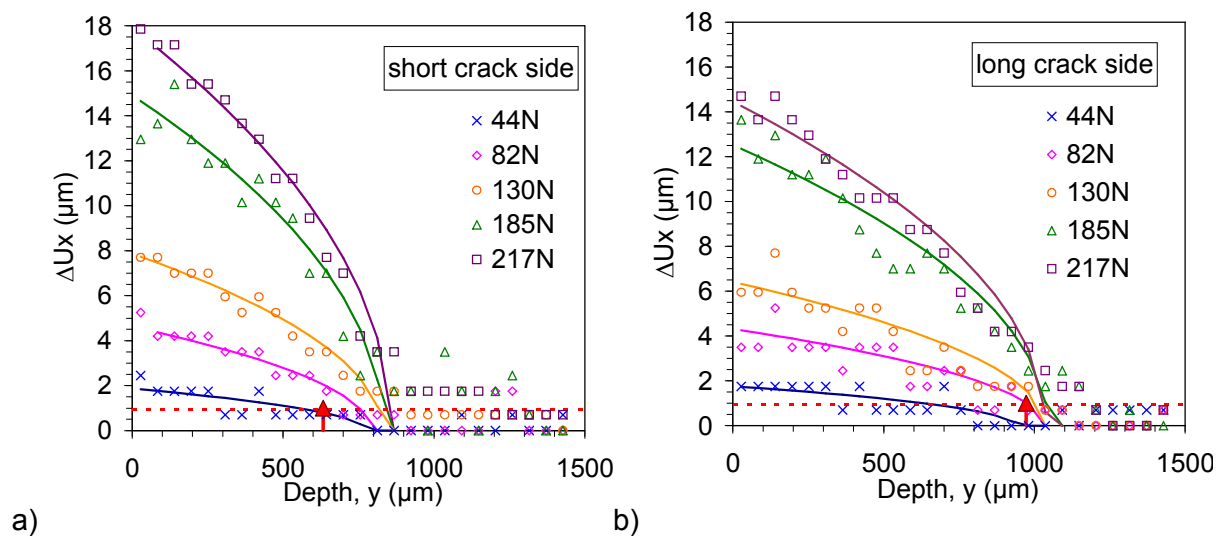 18
16
14
12
10
8
6
4
2
0
ΔUx (µm)
short crack side
44N
82N
130N
185N
217N
0
500
1000
1500
Depth, y (µm)
a)
18
16
14
12
10
8
6
4
2
0
ΔUx (µm)
long crack side
44N
82N
130N
185N
217N
0
500
1000
1500
Depth, y (µm)
b)